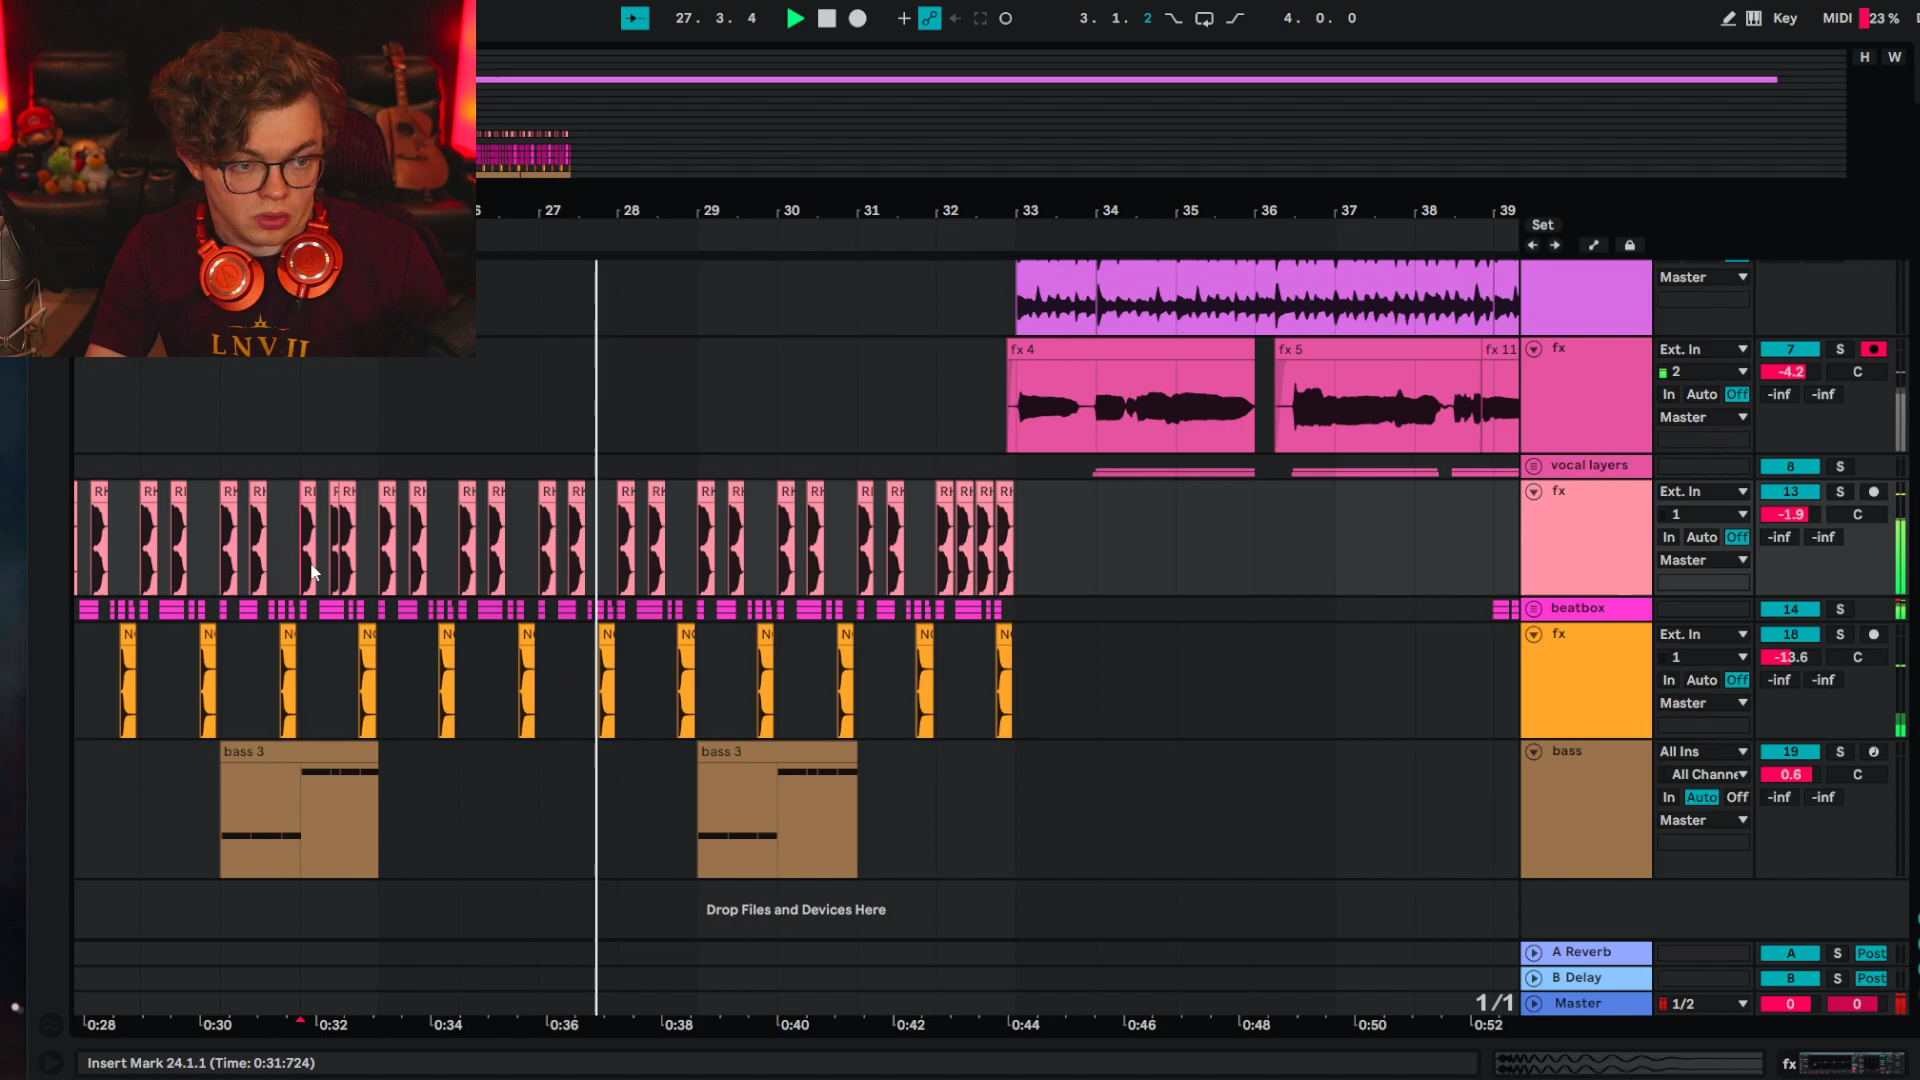 27. 3. 4
3. 1. 2
4. 0. 0
Key
MIDI
23 %
H W
27 28 29 30 31 32 33 34 35 36 37 38 39
Set
LNVII
Master
fx 4
fx 5
fx 11
fx
Ext. In
7 S
2
-4.2 C
In Auto Off
-inf -inf
Master
vocal layers
8 S
fx
Ext. In
13 S
1
-1.9 C
In Auto Off
-inf -inf
Master
beatbox
14 S
fx
Ext. In
18 S
1
-13.6 C
In Auto Off
-inf -inf
Master
bass 3
bass 3
bass
All Ins
19 S
All Channe
0.6 C
In Auto Off
-inf -inf
Master
Drop Files and Devices Here
A Reverb
A S Post
B Delay
B S Post
1/1
Master
1/2
0 0
0:28 0:30 0:32 0:34 0:36 0:38 0:40 0:42 0:44 0:46 0:48 0:50 0:52
Insert Mark 24.1.1 (Time: 0:31:724)
fx